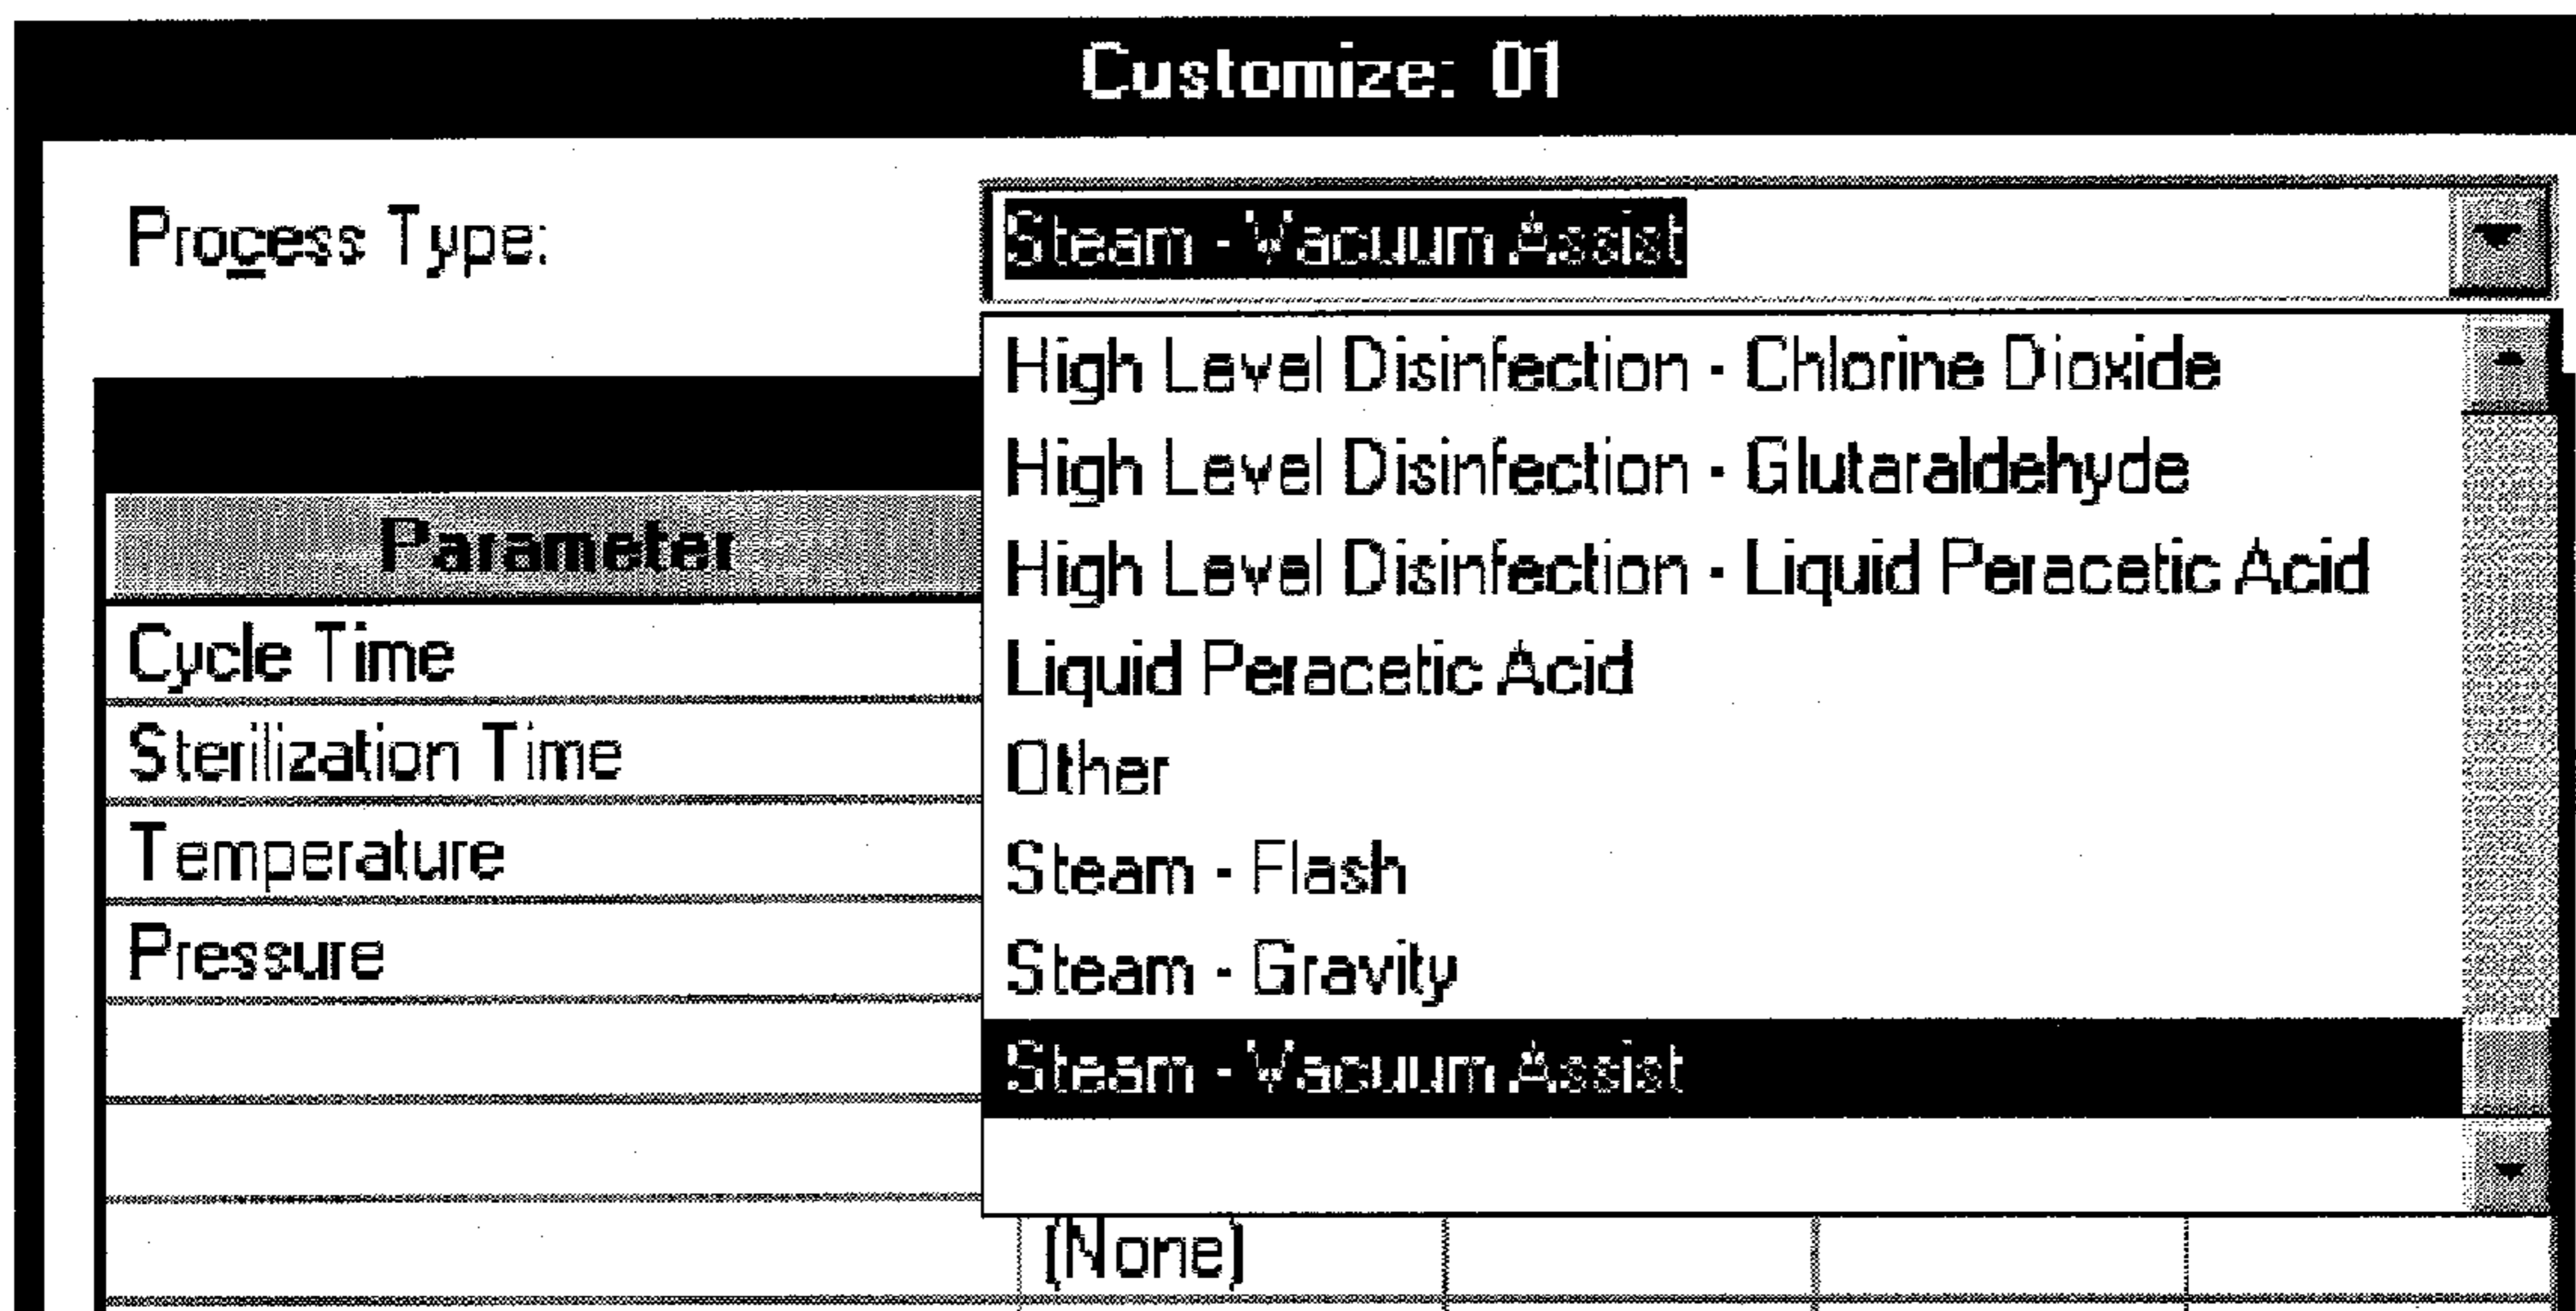 Customize: 01
Process Type:
Steam - Vacuum Assist
High Level Disinfection - Chlorine Dioxide
High Level Disinfection - Glutaraldehyde
High Level Disinfection - Liquid Peracetic Acid
Liquid Peracetic Acid
Other
Steam - Flash
Steam - Gravity
Steam - Vacuum Assist
Parameter
Cycle Time
Sterilization Time
Temperature
Pressure
(None)